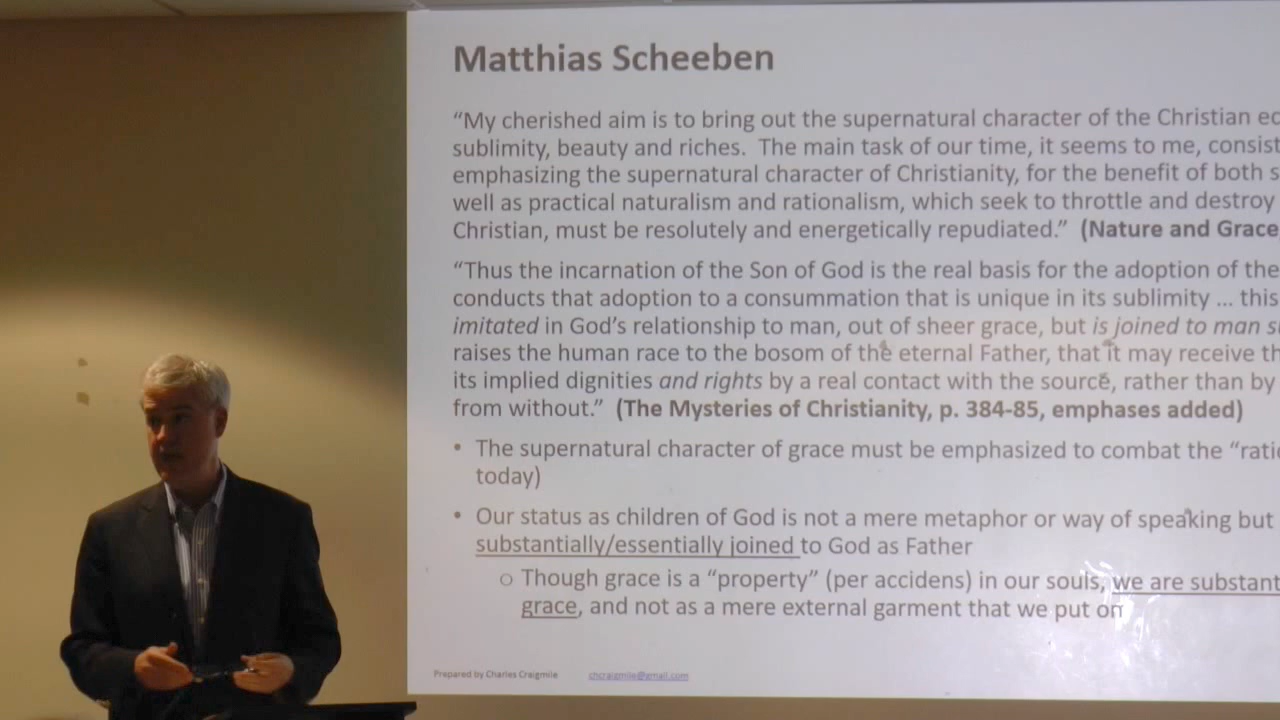 Matthias Scheeben
“My cherished aim is to bring out the supernatural character of the Christian
sublimity, beauty and riches. The main task of our time, it seems to me,
emphasizing the supernatural character of Christianity, for the benefit of both
well as practical naturalism and rationalism, which seek to throttle and destroy
Christian, must be resolutely and energetically repudiated.” (Nature and Grace
“Thus the incarnation of the Son of God is the real basis for the adoption of the
conducts that adoption to a consummation that is unique in its sublimity ... this
imitated in God’s relationship to man, out of sheer grace, but is joined to man
raises the human race to the bosom of the eternal Father, that it may receive
its implied dignities and rights by a real contact with the source, rather than by
from without.” (The Mysteries of Christianity, p. 384-85, emphases added)
• The supernatural character of grace must be emphasized to combat the
today)
• Our status as children of God is not a mere metaphor or way of speaking but
substantially/essentially joined to God as Father
○ Though grace is a “property” (per accidens) in our souls, we are
grace, and not as a mere external garment that we put on
Prepared by Charles Craigmile chcraigmile@gmail.com